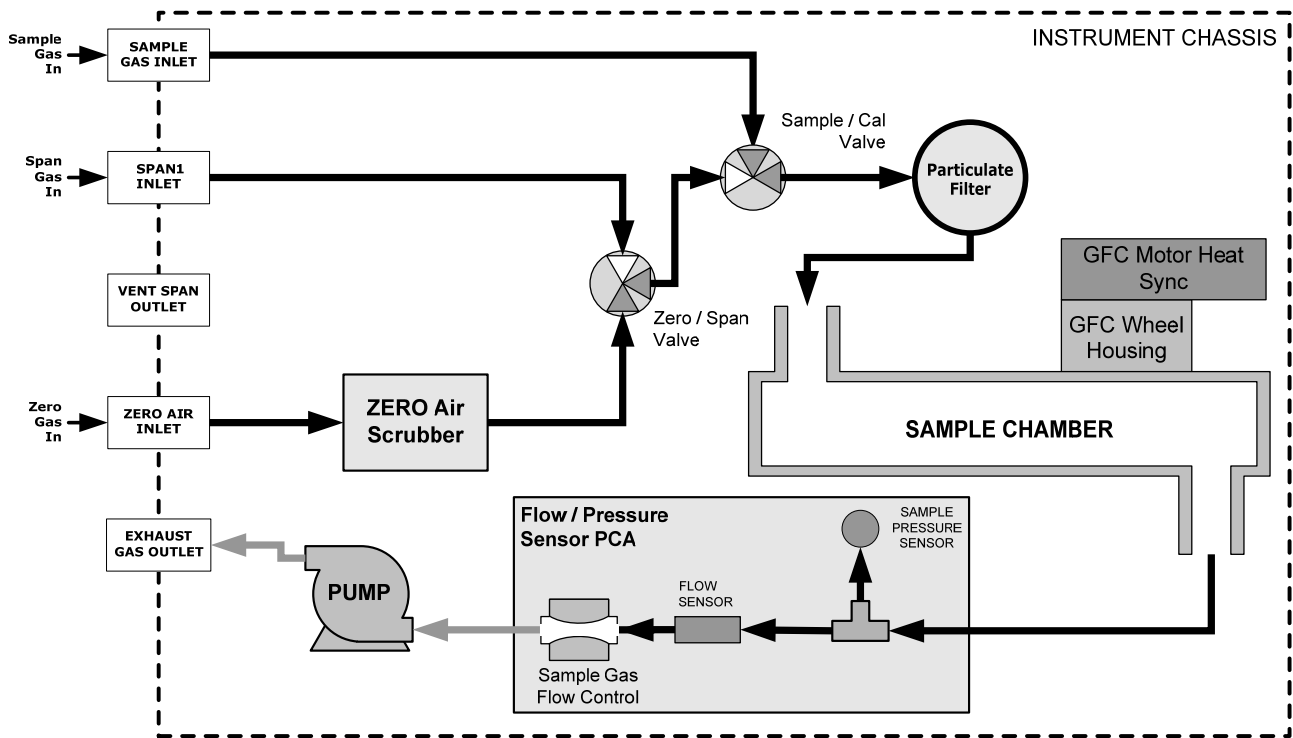 INSTRUMENT CHASSIS
Sample
Gas
In
SAMPLE
GAS INLET
Sample / Cal
Valve
Span
Gas
In
SPAN1
INLET
Particulate
Filter
VENT SPAN
OUTLET
Zero / Span
Valve
GFC Motor Heat
Sync
GFC Wheel
Housing
Zero
Gas
In
ZERO AIR
INLET
ZERO Air
Scrubber
SAMPLE CHAMBER
EXHAUST
GAS OUTLET
PUMP
Flow / Pressure
Sensor PCA
SAMPLE
PRESSURE
SENSOR
FLOW
SENSOR
Sample Gas
Flow Control